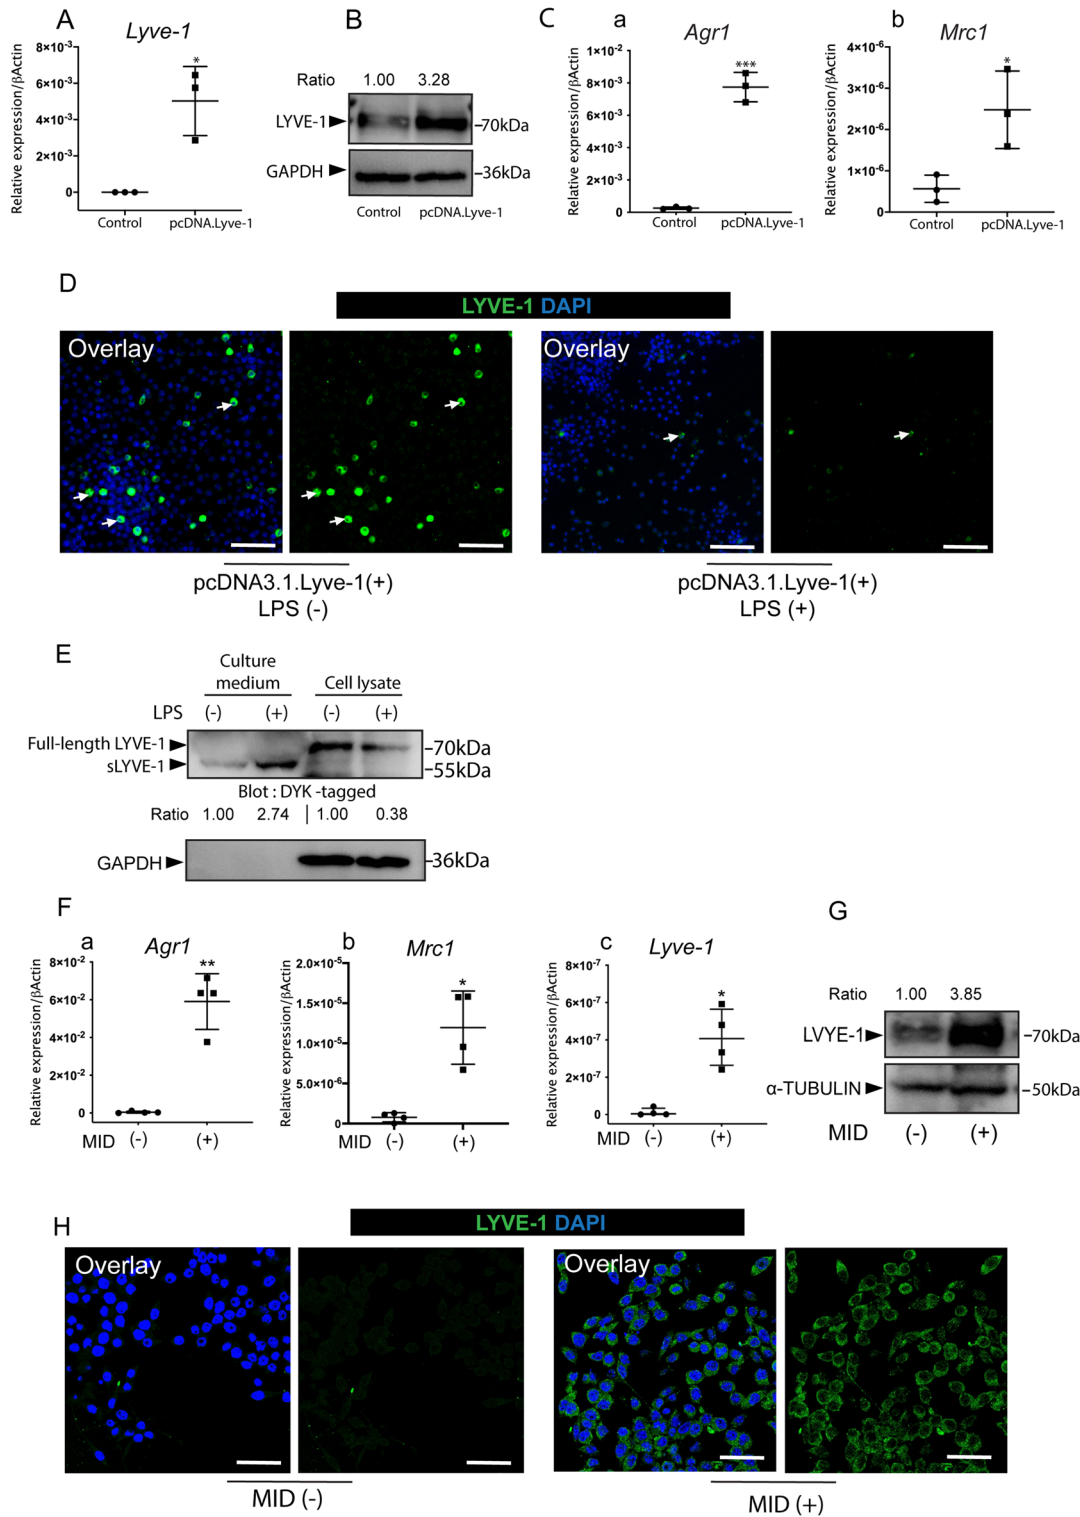 A
Lyve-1
Relative expression/βActin
8×10-3
6×10-3
4×10-3
2×10-3
0
Control
pcDNA.Lyve-1
*
B
Ratio 1.00 3.28
LYVE-1
-70kDa
GAPDH
-36kDa
Control pcDNA.Lyve-1
C
a
Agr1
Relative expression/βActin
1×10-2
8×10-3
6×10-3
4×10-3
2×10-3
0
***
Control
pcDNA.Lyve-1
b
Mrc1
Relative expression/βActin
4×10-6
3×10-6
2×10-6
1×10-6
0
*
Control
pcDNA.Lyve-1
D
LYVE-1 DAPI
Overlay
Overlay
pcDNA3.1.Lyve-1(+)
LPS (-)
pcDNA3.1.Lyve-1(+)
LPS (+)
E
Culture
medium
Cell lysate
LPS (-) (+) (-) (+)
Full-length LYVE-1
-70kDa
sLYVE-1
-55kDa
Blot : DYK -tagged
Ratio 1.00 2.74 | 1.00 0.38
GAPDH
-36kDa
F
a
Agr1
Relative expression/βActin
8×10-2
6×10-2
4×10-2
2×10-2
0
**
MID (-) (+)
b
Mrc1
Relative expression/βActin
2.0×10-5
1.5×10-5
1.0×10-5
5.0×10-6
0
*
MID (-) (+)
c
Lyve-1
Relative expression/βActin
8×10-7
6×10-7
4×10-7
2×10-7
0
*
MID (-) (+)
G
Ratio 1.00 3.85
LVYE-1
-70kDa
α-TUBULIN
-50kDa
MID (-) (+)
H
LYVE-1 DAPI
Overlay
Overlay
MID (-)
MID (+)